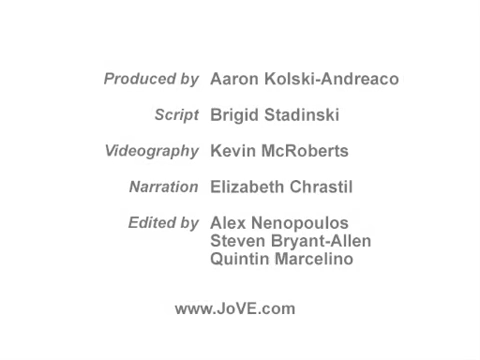 Produced by Aaron Kolski-Andreaco
Script Brigid Stadinski
Videography Kevin McRoberts
Narration Elizabeth Chrastil
Edited by Alex Nenopoulos
Steven Bryant-Allen
Quintin Marcelino
www.JoVE.com